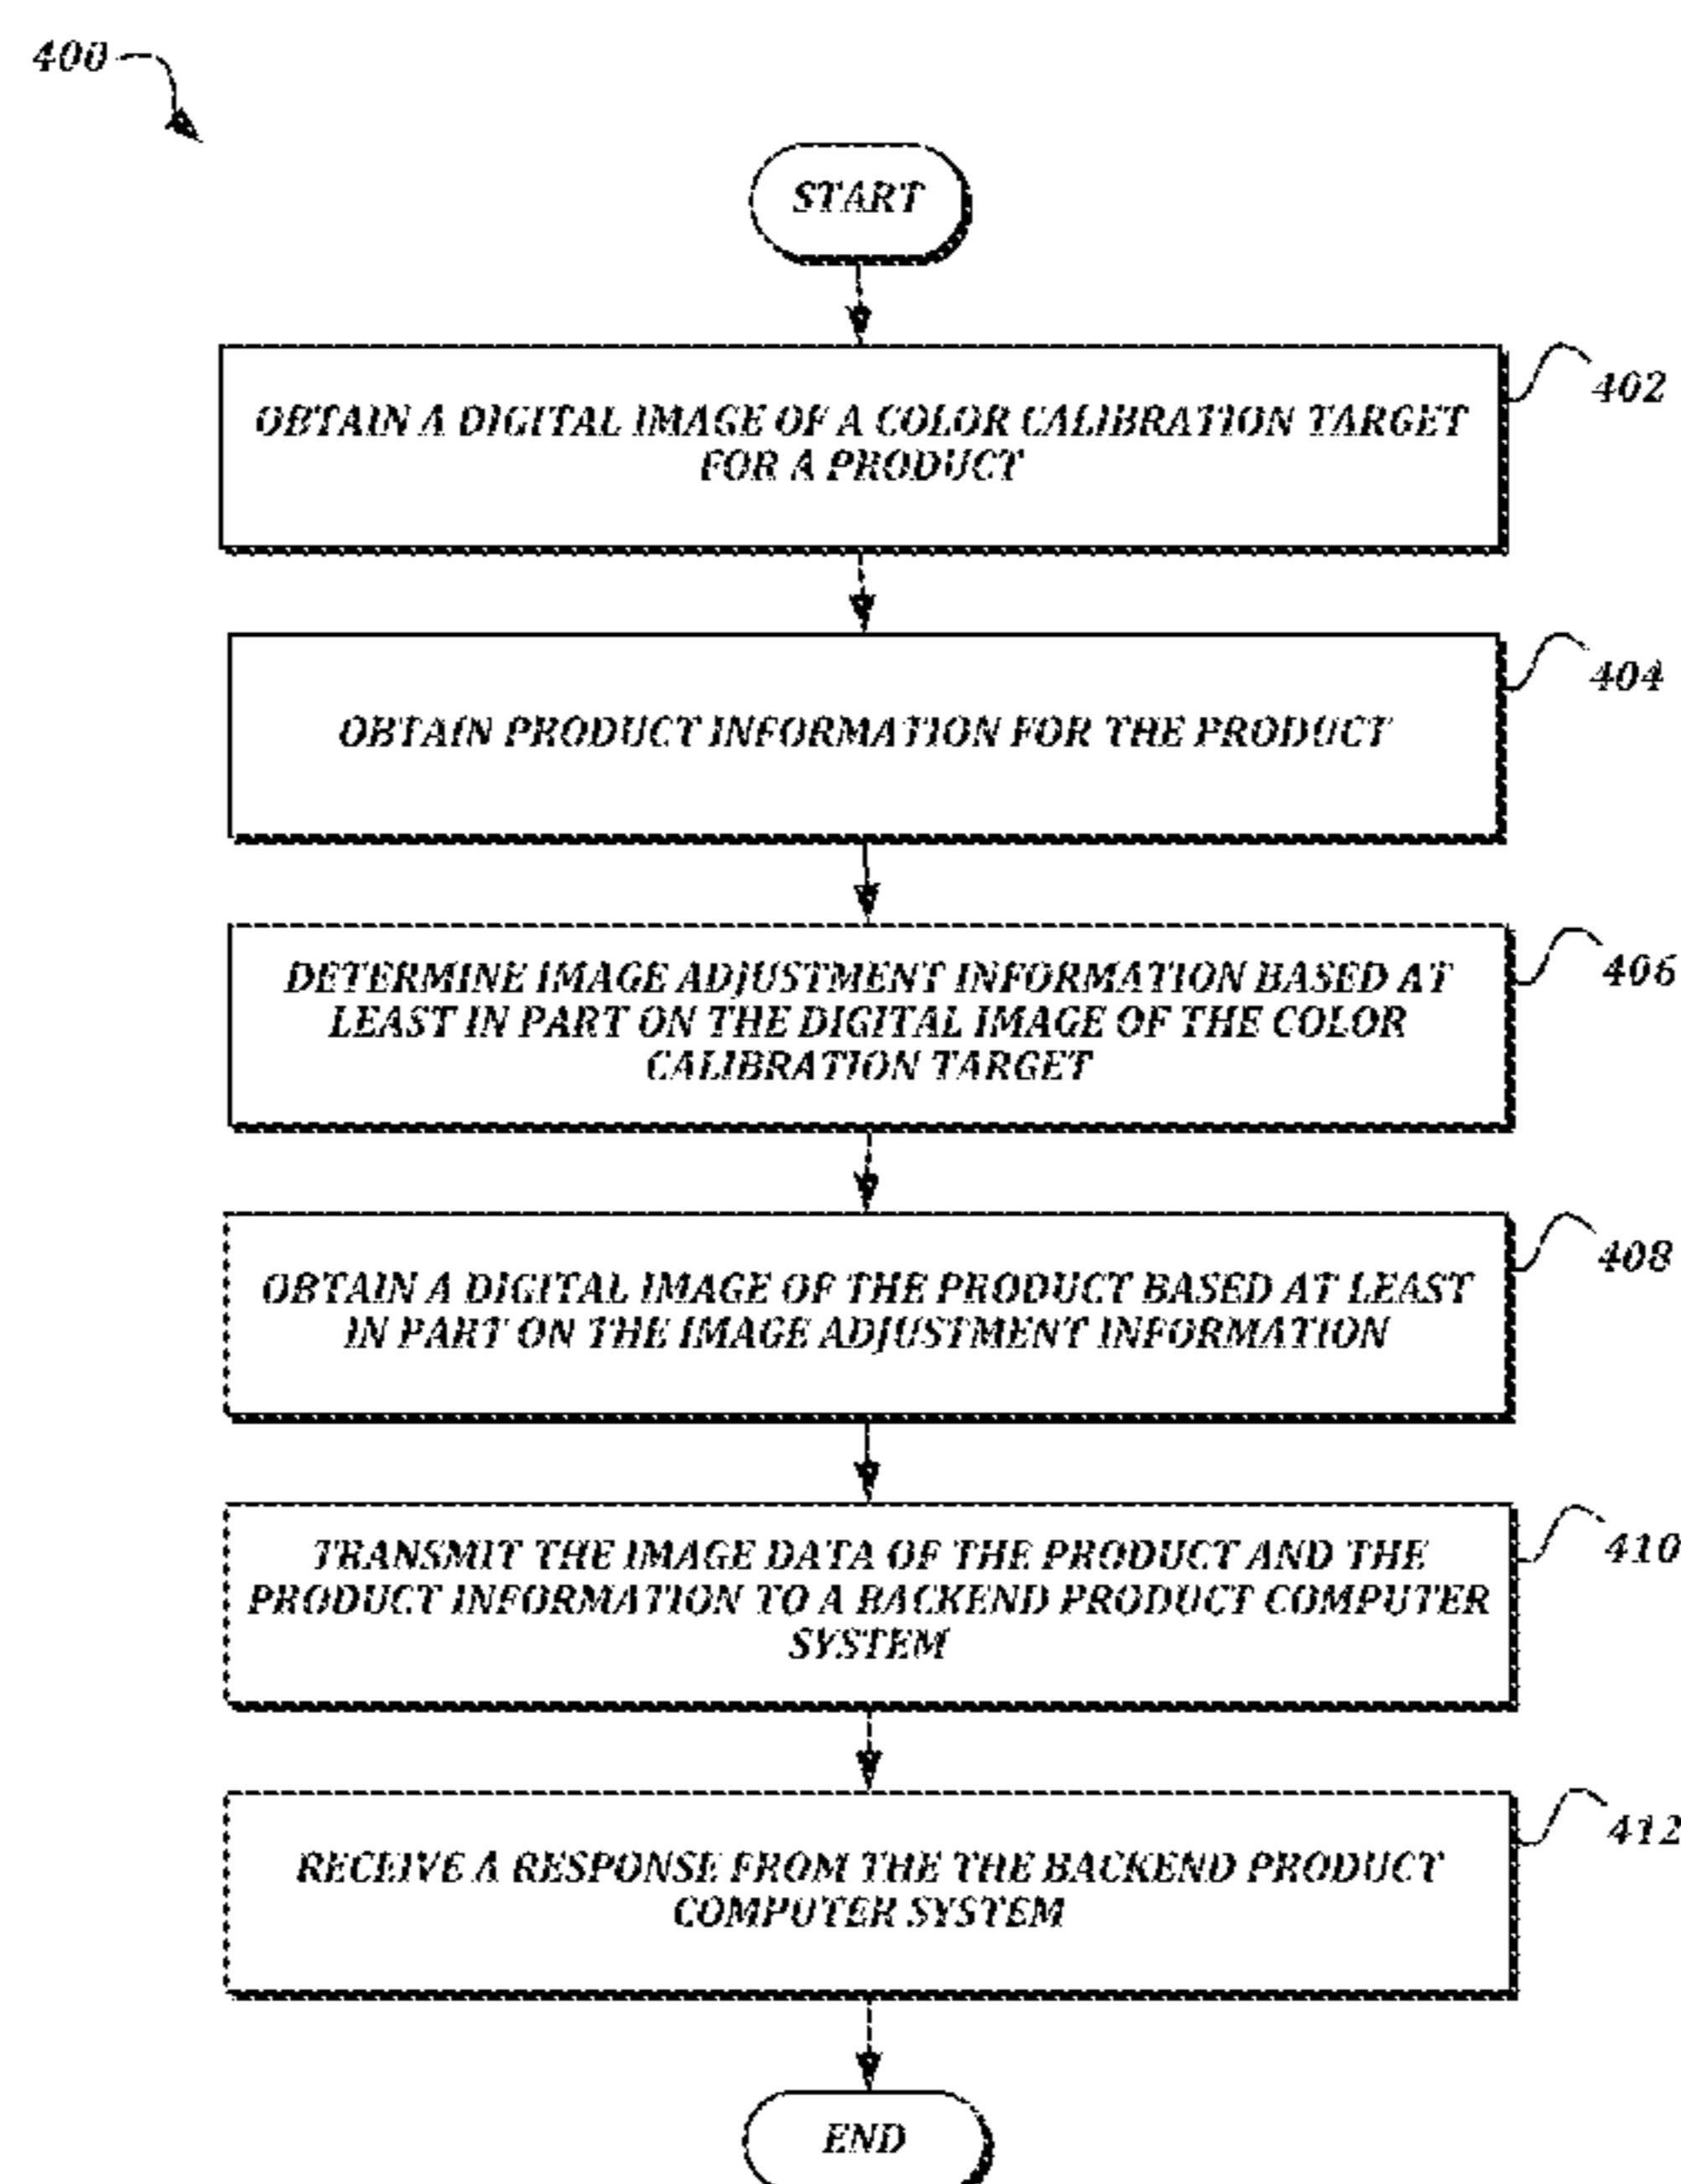 400
START
OBTAIN A DIGITAL IMAGE OF A COLOR CALIBRATION TARGET
FOR A PRODUCT
402
OBTAIN PRODUCT INFORMATION FOR THE PRODUCT
404
DETERMINE IMAGE ADJUSTMENT INFORMATION BASED AT
LEAST IN PART ON THE DIGITAL IMAGE OF THE COLOR
CALIBRATION TARGET
406
OBTAIN A DIGITAL IMAGE OF THE PRODUCT BASED AT LEAST
IN PART ON THE IMAGE ADJUSTMENT INFORMATION
408
TRANSMIT THE IMAGE DATA OF THE PRODUCT AND THE
PRODUCT INFORMATION TO A BACKEND PRODUCT COMPUTER
SYSTEM
410
RECEIVE A RESPONSE FROM THE THE BACKEND PRODUCT
COMPUTER SYSTEM
412
END